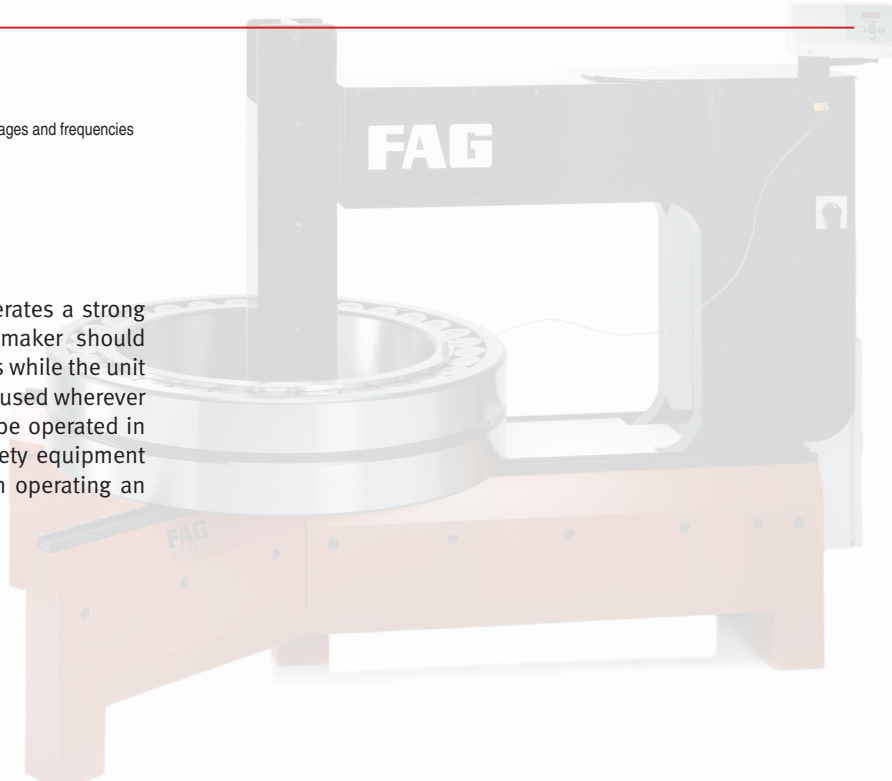 ages and frequencies
FAG
erates a strong
maker should
s while the unit
used wherever
be operated in
ety equipment
n operating an
FAG